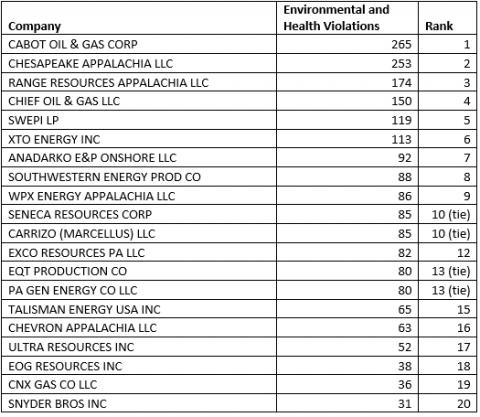 Company Environmental and Health Violations Rank
CABOT OIL & GAS CORP 265 1
CHESAPEAKE APPALACHIA LLC 253 2
RANGE RESOURCES APPALACHIA LLC 174 3
CHIEF OIL & GAS LLC 150 4
SWEPI LP 119 5
XTO ENERGY INC 113 6
ANADARKO E&P ONSHORE LLC 92 7
SOUTHWESTERN ENERGY PROD CO 88 8
WPX ENERGY APPALACHIA LLC 86 9
SENECA RESOURCES CORP 85 10 (tie)
CARRIZO (MARCELLUS) LLC 85 10 (tie)
EXCO RESOURCES PA LLC 82 12
EQT PRODUCTION CO 80 13 (tie)
PA GEN ENERGY CO LLC 80 13 (tie)
TALISMAN ENERGY USA INC 65 15
CHEVRON APPALACHIA LLC 63 16
ULTRA RESOURCES INC 52 17
EOG RESOURCES INC 38 18
CNX GAS CO LLC 36 19
SNYDER BROS INC 31 20